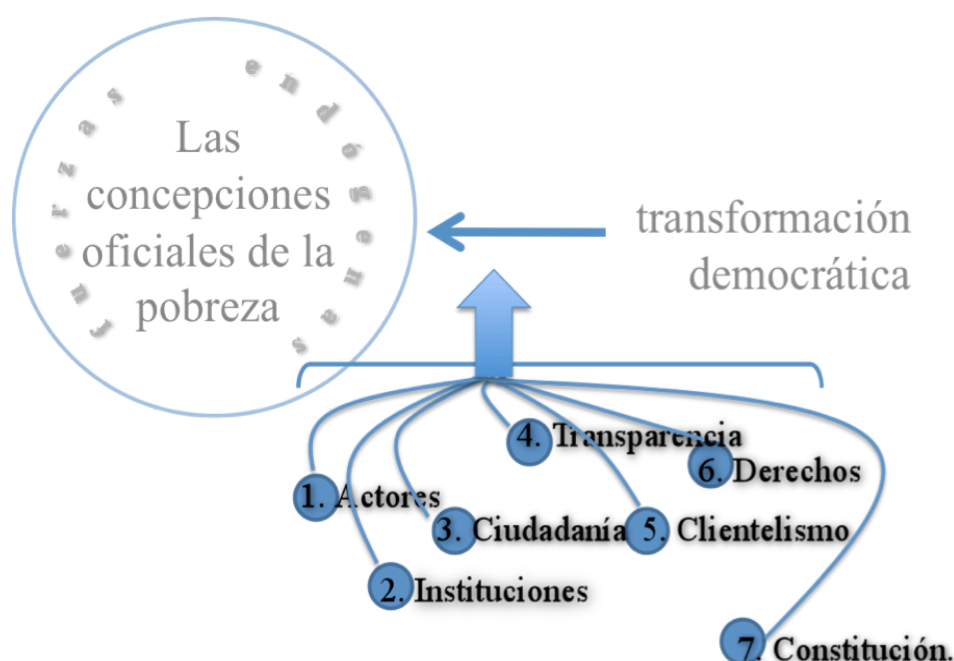 fuerzas endógenas
Las
concepciones
oficiales de la
pobreza
transformación
democrática
4. Transparencia
6. Derechos
1. Actores
3. Ciudadanía
5. Clientelismo
2. Instituciones
7. Constitución.